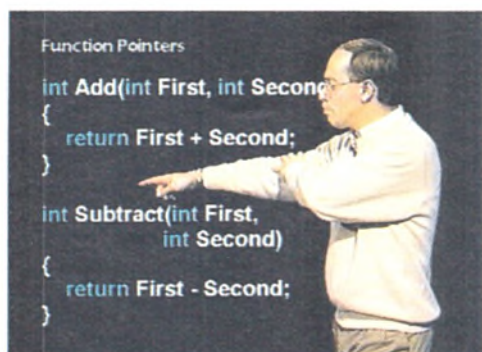 Function Pointers
int Add(int First, int Second
{
return First + Second;
}
int Subtract(int First,
int Second)
{
return First - Second;
}